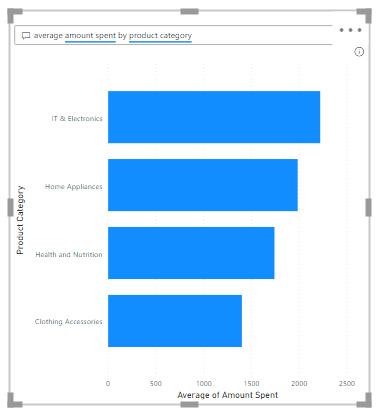 average amount spent by product category
IT & Electronics
Home Appliances
Health and Nutrition
Clothing Accessories
Product Category
0 500 1000 1500 2000 2500
Average of Amount Spent